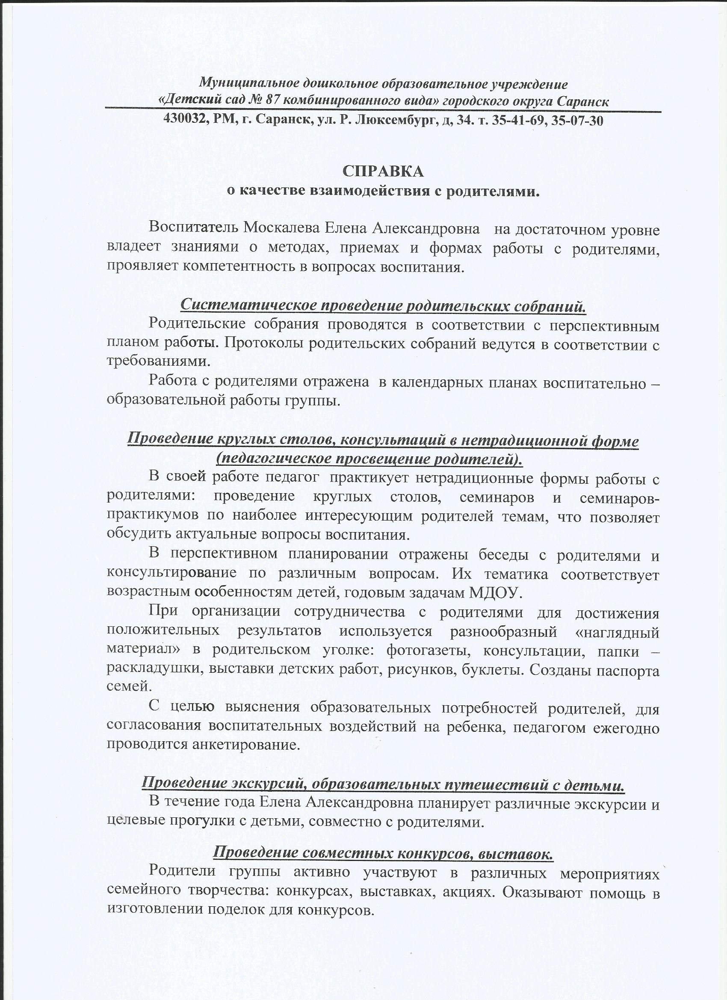 Муниципальное дошкольное образовательное учреждение
«Детский сад № 87 комбинированного вида» городского округа Саранск
430032, РМ, г. Саранск, ул. Р. Люксембург, д, 34. т. 35-41-69, 35-07-30
СПРАВКА
о качестве взаимодействия с родителями.
Воспитатель Москалева Елена Александровна на достаточном уровне
владеет знаниями о методах, приемах и формах работы с родителями,
проявляет компетентность в вопросах воспитания.
Систематическое проведение родительских собраний.
Родительские собрания проводятся в соответствии с перспективным
планом работы. Протоколы родительских собраний ведутся в соответствии с
требованиями.
Работа с родителями отражена в календарных планах воспитательно –
образовательной работы группы.
Проведение круглых столов, консультаций в нетрадиционной форме
(педагогическое просвещение родителей).
В своей работе педагог практикует нетрадиционные формы работы с
родителями: проведение круглых столов, семинаров и семинаров-
практикумов по наиболее интересующим родителей темам, что позволяет
обсудить актуальные вопросы воспитания.
В перспективном планировании отражены беседы с родителями и
консультирование по различным вопросам. Их тематика соответствует
возрастным особенностям детей, годовым задачам МДОУ.
При организации сотрудничества с родителями для достижения
положительных результатов используется разнообразный «наглядный
материал» в родительском уголке: фотогазеты, консультации, папки –
раскладушки, выставки детских работ, рисунков, буклеты. Созданы паспорта
семей.
С целью выяснения образовательных потребностей родителей, для
согласования воспитательных воздействий на ребенка, педагогом ежегодно
проводится анкетирование.
Проведение экскурсий, образовательных путешествий с детьми.
В течение года Елена Александровна планирует различные экскурсии и
целевые прогулки с детьми, совместно с родителями.
Проведение совместных конкурсов, выставок.
Родители группы активно участвуют в различных мероприятиях
семейного творчества: конкурсах, выставках, акциях. Оказывают помощь в
изготовлении поделок для конкурсов.